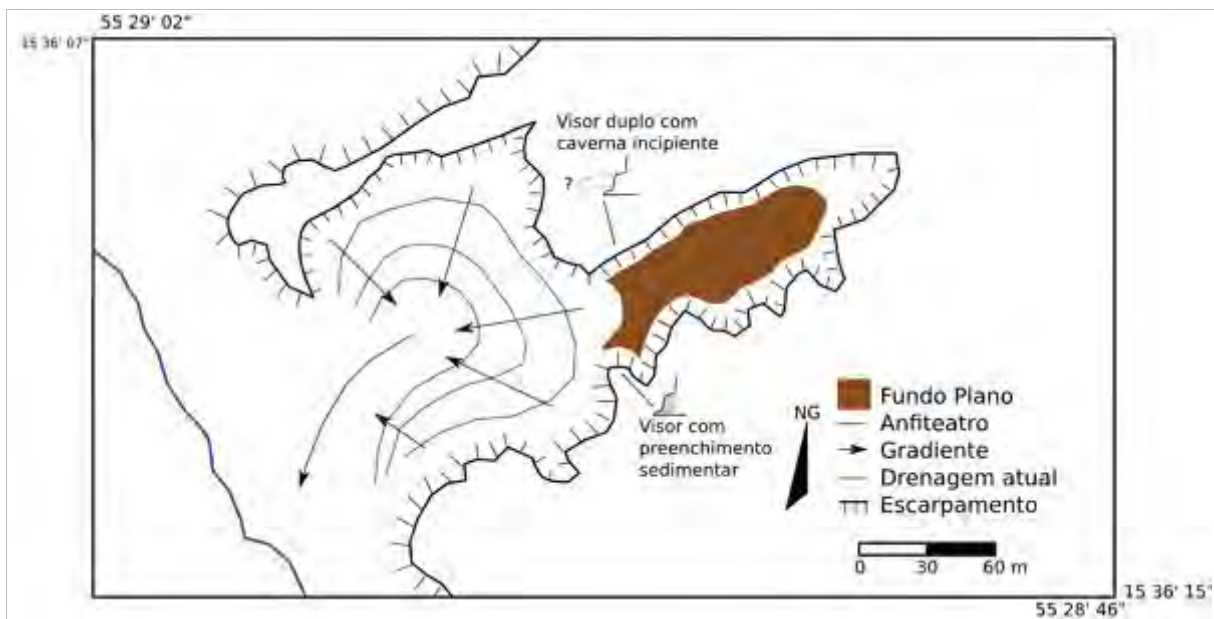 55 29' 02"
15 36' 07"
Visor duplo com
caverna incipiente
?
Visor com
preenchimento
sedimentar
NG
Fundo Plano
Anfiteatro
Gradiente
Drenagem atual
Escarpamento
0 30 60 m
15 36' 15"
55 28' 46"